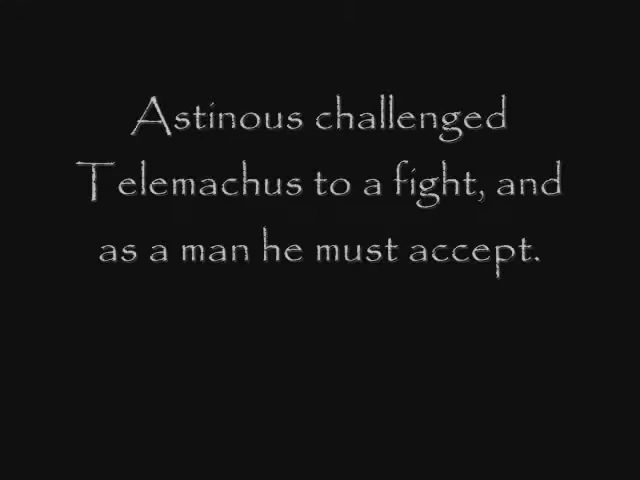 Astinous challenged
Telemachus to a fight, and
as a man he must accept.